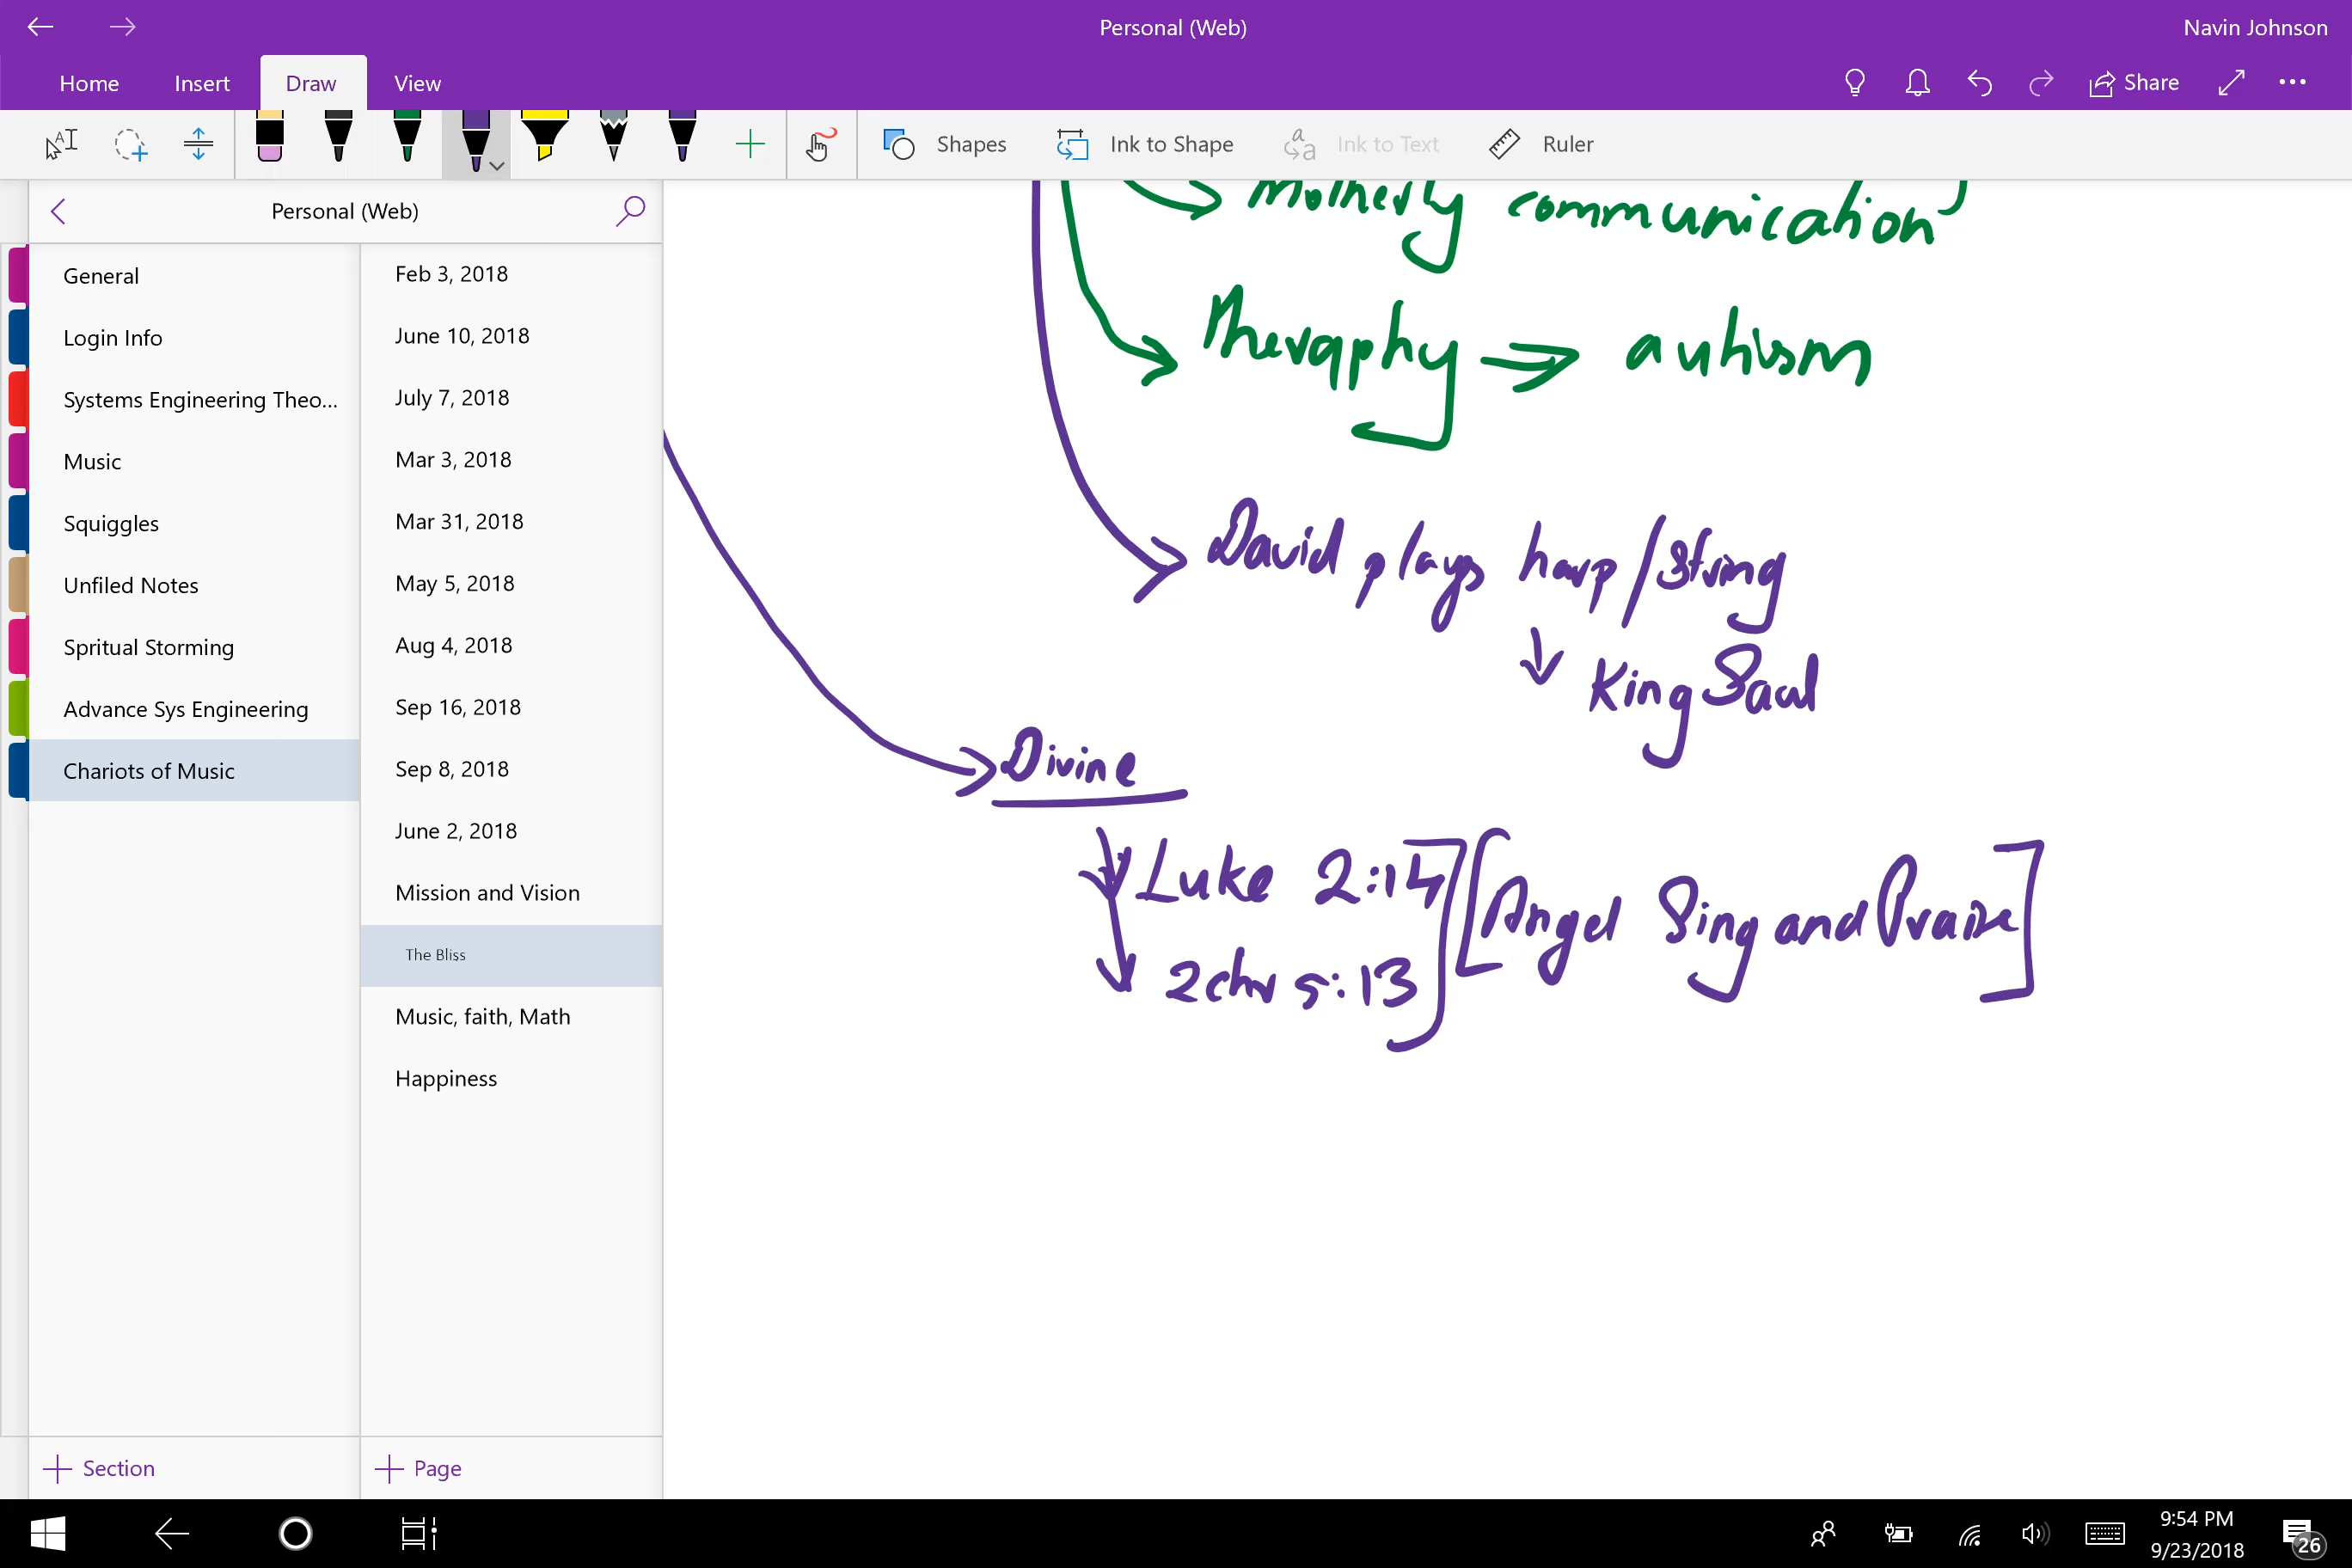 Personal (Web)
Navin Johnson
Home Insert Draw View
Share
Shapes Ink to Shape Ink to Text Ruler
Personal (Web)
General
Login Info
Systems Engineering Theo...
Music
Squiggles
Unfiled Notes
Spritual Storming
Advance Sys Engineering
Chariots of Music
Feb 3, 2018
June 10, 2018
July 7, 2018
Mar 3, 2018
Mar 31, 2018
May 5, 2018
Aug 4, 2018
Sep 16, 2018
Sep 8, 2018
June 2, 2018
Mission and Vision
The Bliss
Music, faith, Math
Happiness
Motherly communication
Theraphy → autism
David plays harp/String
↓ King Saul
Divine
Luke 2:14 [Angel Sing and Praize]
2 chr 5:13
Section
Page
9:54 PM
9/23/2018
26